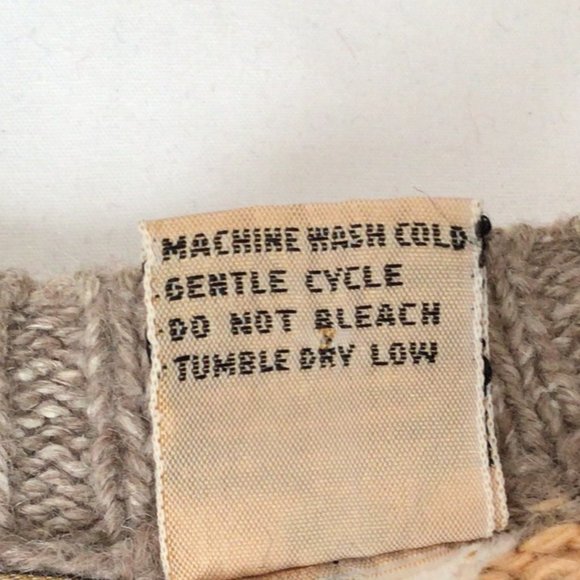 MACHINE WASH COLD
GENTLE CYCLE
DO NOT BLEACH
TUMBLE DRY LOW